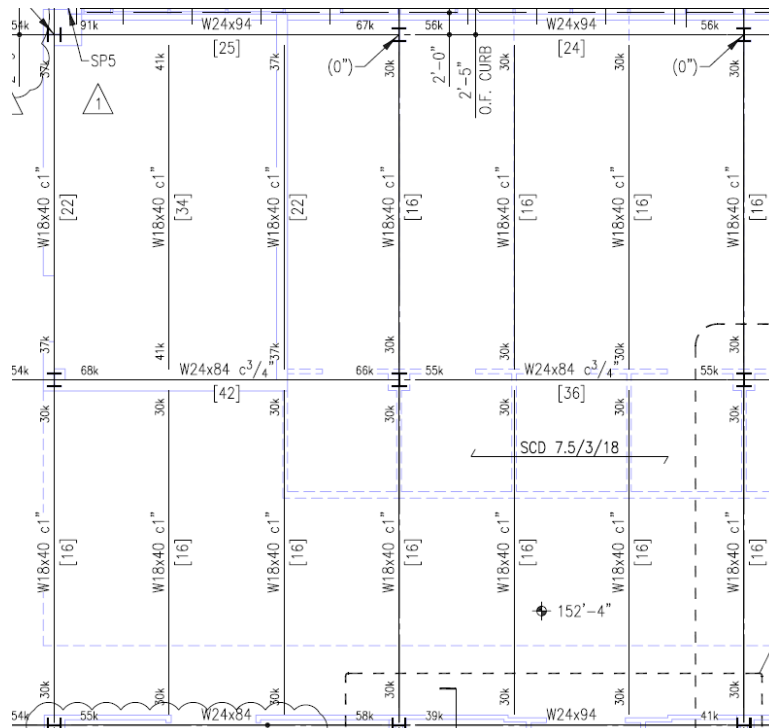 54k 91k W24x94 67k 56k W24x94 56k
[25] [24]
SP5
1
(0") (0")
2'-0"
2'-5"
O.F. CURB
37k 41k 37k 30k 30k 30k 30k
W18x40 c1" W18x40 c1" W18x40 c1" W18x40 c1" W18x40 c1" W18x40 c1" W18x40 c1"
[22] [34] [22] [16] [16] [16] [16]
37k 41k 37k 30k 30k 30k 30k
54k 68k W24x84 c3/4" 66k 55k W24x84 c3/4" 55k
[42] [36]
30k 30k 30k 30k 30k 30k 30k
SCD 7.5/3/18
W18x40 c1" W18x40 c1" W18x40 c1" W18x40 c1" W18x40 c1" W18x40 c1" W18x40 c1"
[16] [16] [16] [16] [16] [16] [16]
152'-4"
30k 30k 30k 30k 30k 30k 30k
54k 55k W24x84 58k 39k W24x94 41k